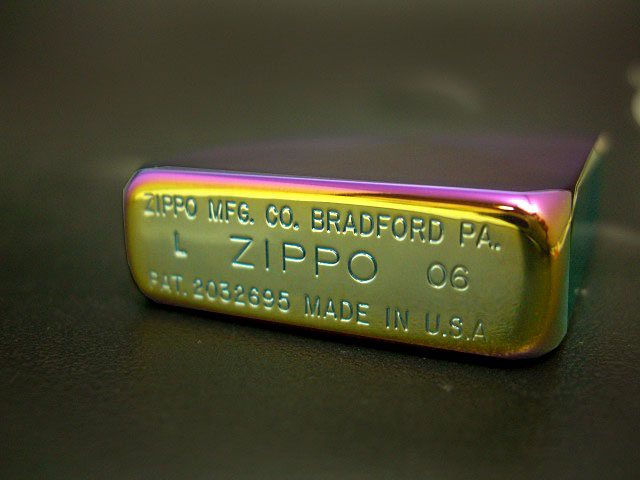 ZIPPO MFG. CO. BRADFORD PA.
L ZIPPO 06
PAT. 2032695 MADE IN U.S.A